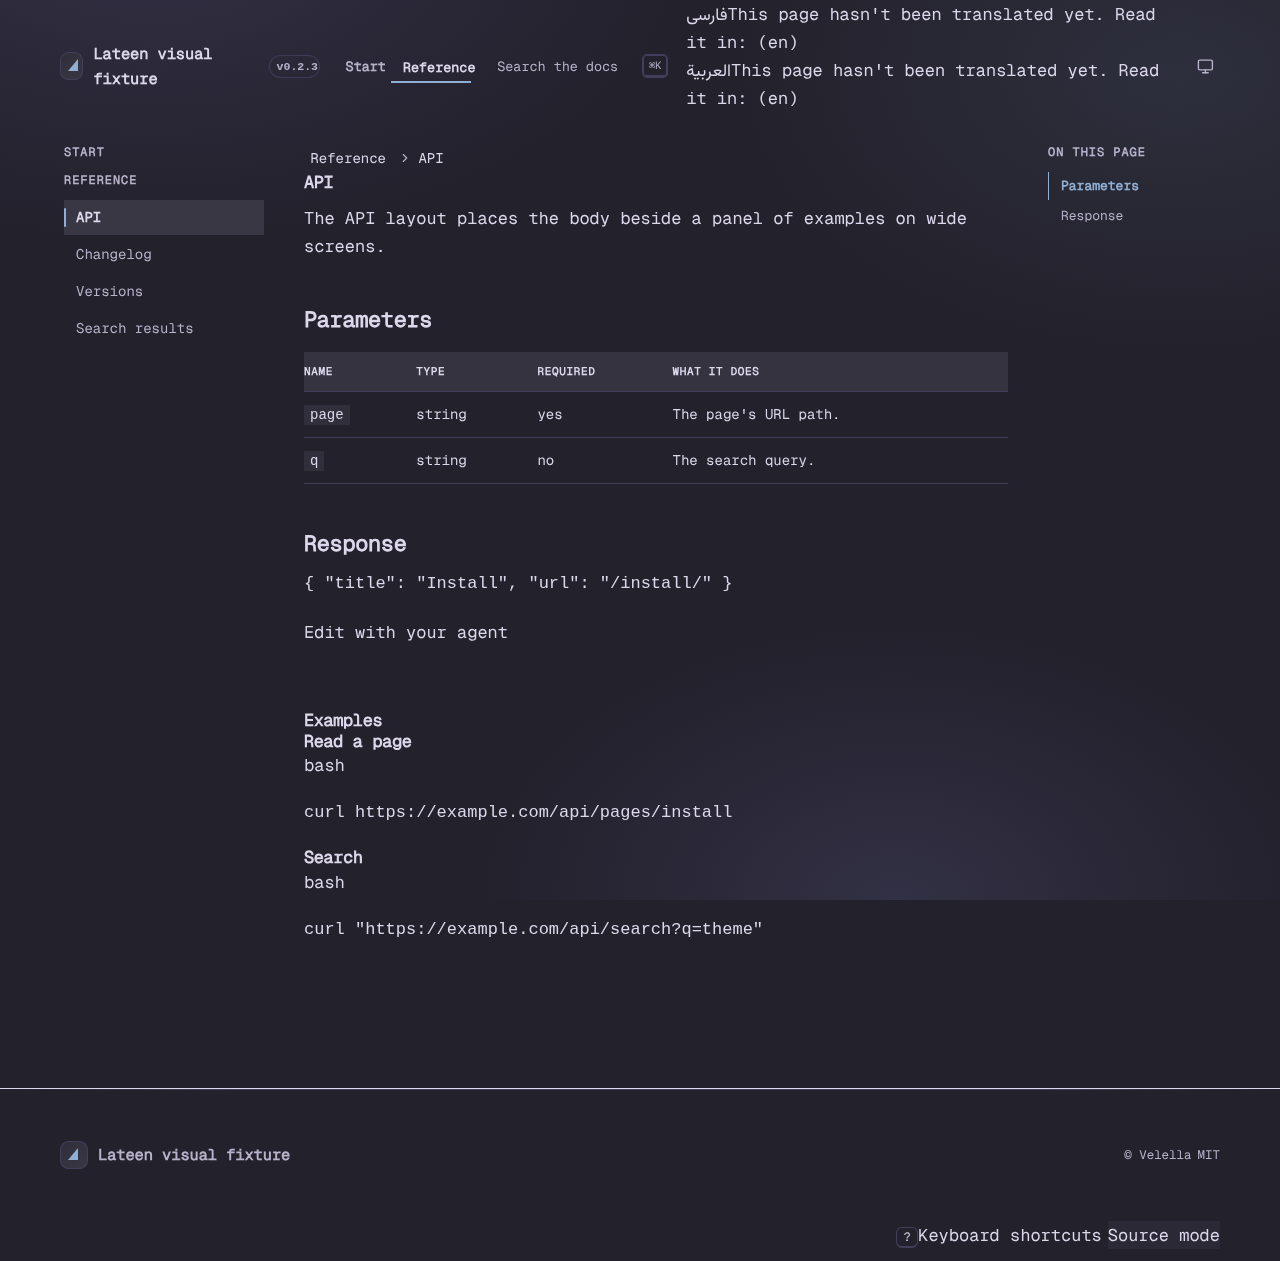 Lateen visual
fixture
v0.2.3
Start
Reference
Search the docs
⌘K
فارسیThis page hasn't been translated yet. Read
it in: (en)
العربيةThis page hasn't been translated yet. Read
it in: (en)
START
REFERENCE
API
Changelog
Versions
Search results
Reference > API
API
The API layout places the body beside a panel of examples on wide
screens.
Parameters
NAME TYPE REQUIRED WHAT IT DOES
page string yes The page's URL path.
q string no The search query.
Response
{ "title": "Install", "url": "/install/" }
Edit with your agent
Examples
Read a page
bash
curl https://example.com/api/pages/install
Search
bash
curl "https://example.com/api/search?q=theme"
ON THIS PAGE
Parameters
Response
Lateen visual fixture
© Velella MIT
? Keyboard shortcuts Source mode